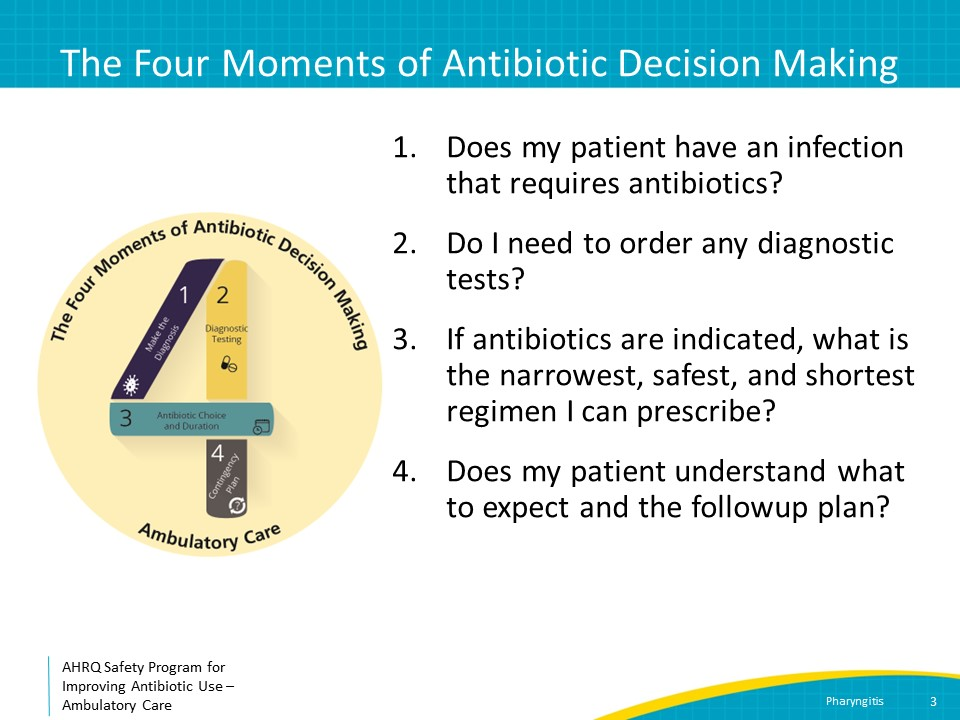 The Four Moments of Antibiotic Decision Making
1. Does my patient have an infection
that requires antibiotics?
2. Do I need to order any diagnostic
tests?
3. If antibiotics are indicated, what is
the narrowest, safest, and shortest
regimen I can prescribe?
4. Does my patient understand what
to expect and the followup plan?
The Four Moments of Antibiotic Decision Making
1
Make the
Diagnosis
2
Diagnostic
Testing
3
Antibiotic Choice
and Duration
4
Contingency
Plan
?
Ambulatory Care
AHRQ Safety Program for
Improving Antibiotic Use –
Ambulatory Care
Pharyngitis
3